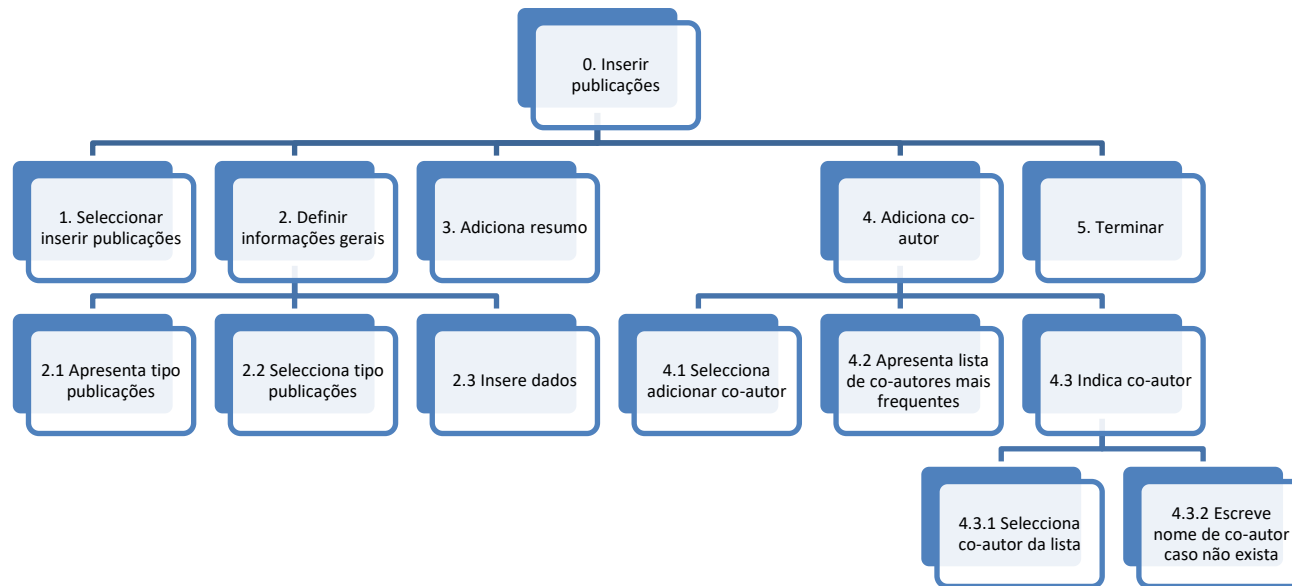 0. Inserir
publicações
1. Seleccionar
inserir publicações
2. Definir
informações gerais
3. Adiciona resumo
4. Adiciona co-
autor
5. Terminar
2.1 Apresenta tipo
publicações
2.2 Selecciona tipo
publicações
2.3 Insere dados
4.1 Selecciona
adicionar co-autor
4.2 Apresenta lista
de co-autores mais
frequentes
4.3 Indica co-autor
4.3.1 Selecciona
co-autor da lista
4.3.2 Escreve
nome de co-autor
caso não exista